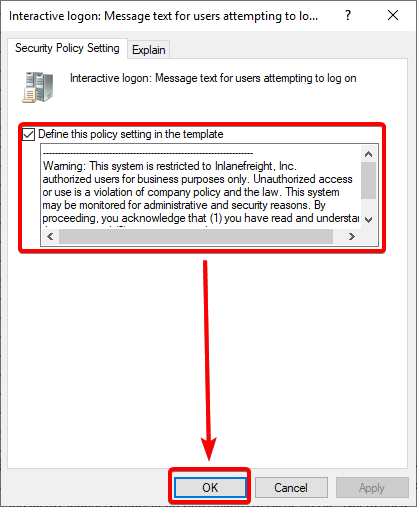 Interactive logon: Message text for users attempting to lo...
?
Security Policy Setting
Explain
Interactive logon: Message text for users attempting to log on
Define this policy setting in the template
Warning: This system is restricted to Inlanefreight, Inc.
authorized users for business purposes only. Unauthorized access
or use is a violation of company policy and the law. This system
may be monitored for administrative and security reasons. By
proceeding, you acknowledge that (1) you have read and understan
OK
Cancel
Apply